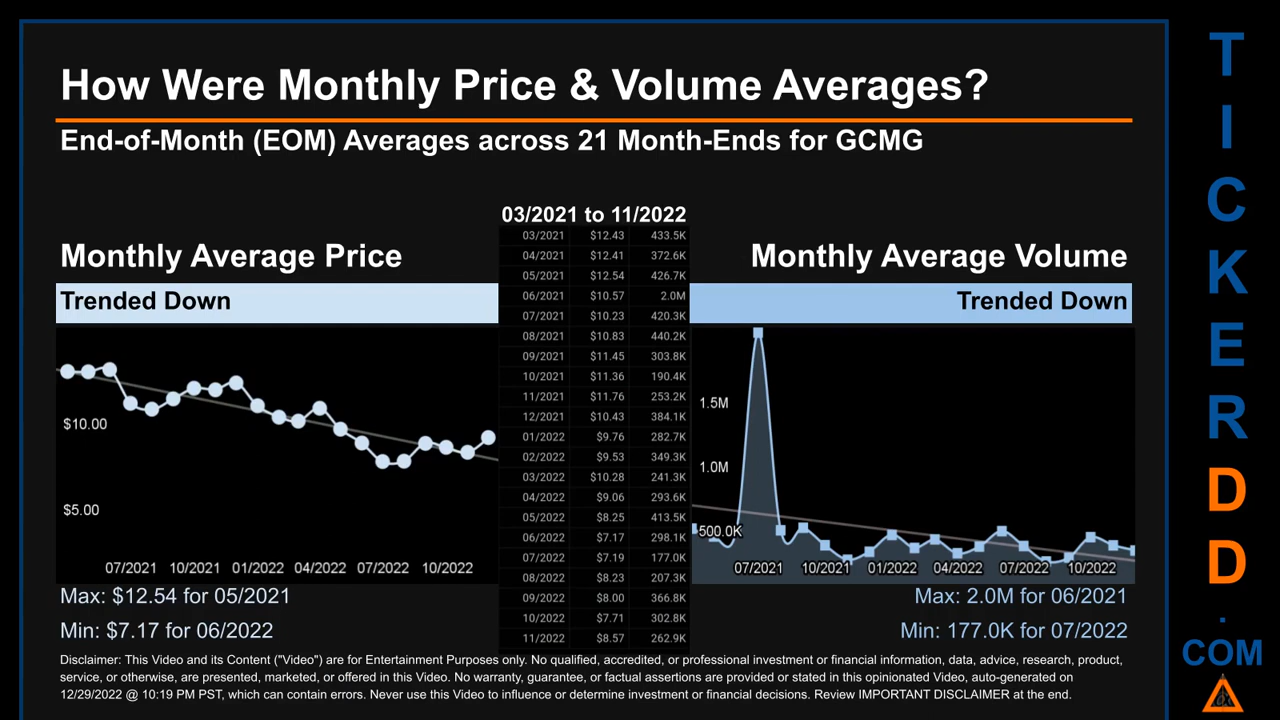 How Were Monthly Price & Volume Averages?
End-of-Month (EOM) Averages across 21 Month-Ends for GCMG
03/2021 to 11/2022
Monthly Average Price
Trended Down
$10.00
$5.00
07/2021 10/2021 01/2022 04/2022 07/2022 10/2022
Max: $12.54 for 05/2021
Min: $7.17 for 06/2022
03/2021 $12.43 433.5K
04/2021 $12.41 372.6K
05/2021 $12.54 426.7K
06/2021 $10.57 2.0M
07/2021 $10.23 420.3K
08/2021 $10.83 440.2K
09/2021 $11.45 303.8K
10/2021 $11.36 190.4K
11/2021 $11.76 253.2K
12/2021 $10.43 384.1K
01/2022 $9.76 282.7K
02/2022 $9.53 349.3K
03/2022 $10.28 241.3K
04/2022 $9.06 293.6K
05/2022 $8.25 413.5K
06/2022 $7.17 298.1K
07/2022 $7.19 177.0K
08/2022 $8.23 207.3K
09/2022 $8.00 366.8K
10/2022 $7.71 302.8K
11/2022 $8.57 262.9K
Monthly Average Volume
Trended Down
1.5M
1.0M
500.0K
07/2021 10/2021 01/2022 04/2022 07/2022 10/2022
Max: 2.0M for 06/2021
Min: 177.0K for 07/2022
Disclaimer: This Video and its Content ("Video") are for Entertainment Purposes only. No qualified, accredited, or professional investment or financial information, data, advice, research, product,
service, or otherwise, are presented, marketed, or offered in this Video. No warranty, guarantee, or factual assertions are provided or stated in this opinionated Video, auto-generated on
12/29/2022 @ 10:19 PM PST, which can contain errors. Never use this Video to influence or determine investment or financial decisions. Review IMPORTANT DISCLAIMER at the end.
T
I
C
K
E
R
D
D
.
COM